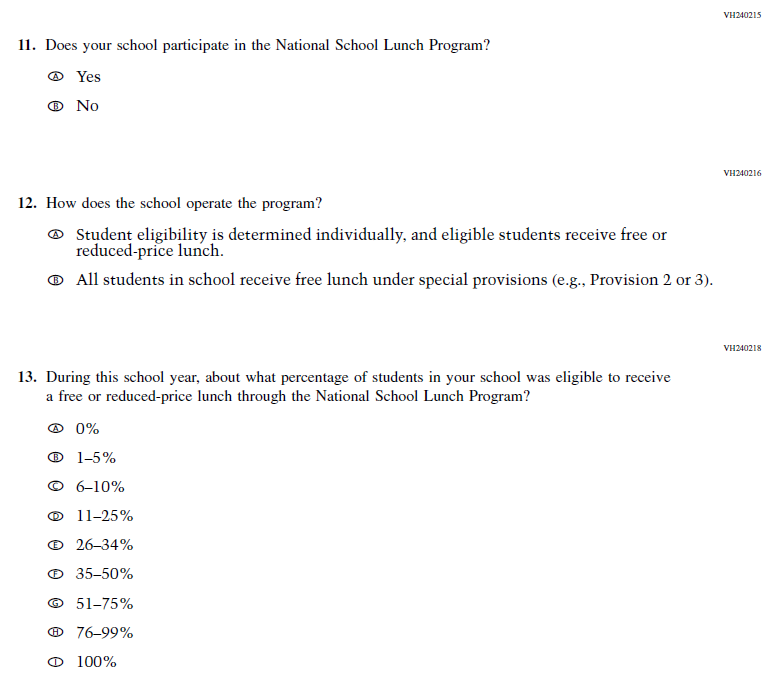 VH240215
11. Does your school participate in the National School Lunch Program?
A Yes
B No
VH240216
12. How does the school operate the program?
A Student eligibility is determined individually, and eligible students receive free or
reduced-price lunch.
B All students in school receive free lunch under special provisions (e.g., Provision 2 or 3).
VH240218
13. During this school year, about what percentage of students in your school was eligible to receive
a free or reduced-price lunch through the National School Lunch Program?
A 0%
B 1–5%
C 6–10%
D 11–25%
E 26–34%
F 35–50%
G 51–75%
H 76–99%
I 100%